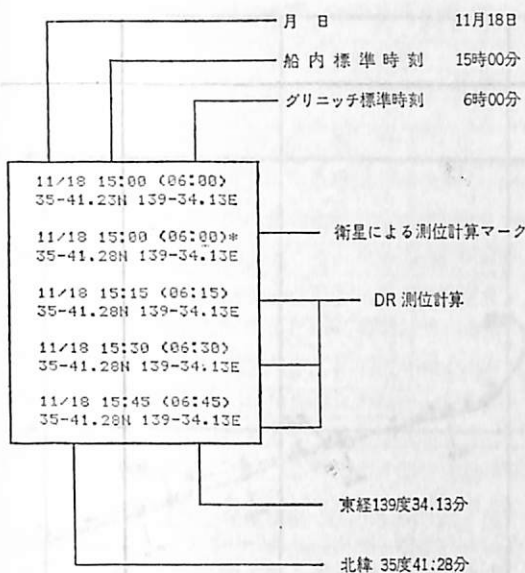 月 日 11月18日
船内標準時刻 15時00分
グリニッチ標準時刻 6時00分
11/18 15:00 (06:00)
35-41.23N 139-34.13E
11/18 15:00 (06:00)*
35-41.28N 139-34.13E
衛星による測位計算マーク
11/18 15:15 (06:15)
35-41.28N 139-34.13E
DR 測位計算
11/18 15:30 (06:30)
35-41.28N 139-34.13E
11/18 15:45 (06:45)
35-41.28N 139-34.13E
東経139度34.13分
北緯 35度41.28分